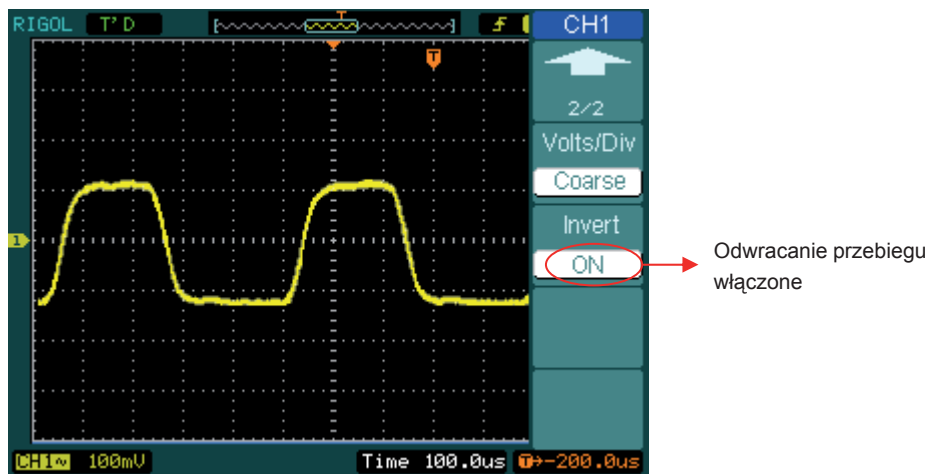 RIGOL T'D
T
CH1
T
2/2
Volts/Div
Coarse
Invert
ON
Odwracanie przebiegu
włączone
1
CH1~ 100mV Time 100.0us T→-200.0us